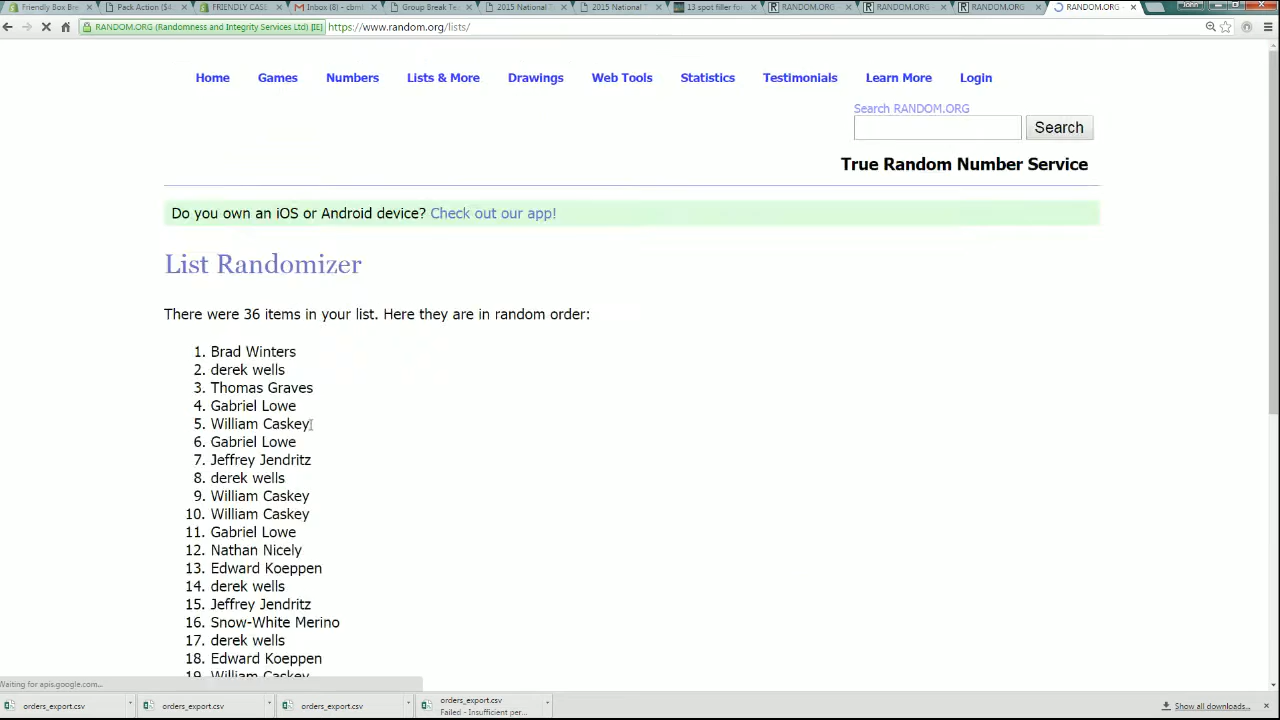 Friendly Box Bre
Pack Action ($4
FRIENDLY CASE
Inbox (8) - cbml
Group Break Te
2015 National T
2015 National T
13 spot filler fo
RANDOM.ORG -
RANDOM.ORG -
RANDOM.ORG -
RANDOM.ORG -
John
RANDOM.ORG (Randomness and Integrity Services Ltd) [IE]
https://www.random.org/lists/
Home
Games
Numbers
Lists & More
Drawings
Web Tools
Statistics
Testimonials
Learn More
Login
Search RANDOM.ORG
Search
True Random Number Service
Do you own an iOS or Android device? Check out our app!
List Randomizer
There were 36 items in your list. Here they are in random order:
1. Brad Winters
2. derek wells
3. Thomas Graves
4. Gabriel Lowe
5. William Caskey
6. Gabriel Lowe
7. Jeffrey Jendritz
8. derek wells
9. William Caskey
10. William Caskey
11. Gabriel Lowe
12. Nathan Nicely
13. Edward Koeppen
14. derek wells
15. Jeffrey Jendritz
16. Snow-White Merino
17. derek wells
18. Edward Koeppen
19. William Caskey
Waiting for apis.google.com...
orders_export.csv
orders_export.csv
orders_export.csv
orders_export.csv
Failed - Insufficient per...
Show all downloads...